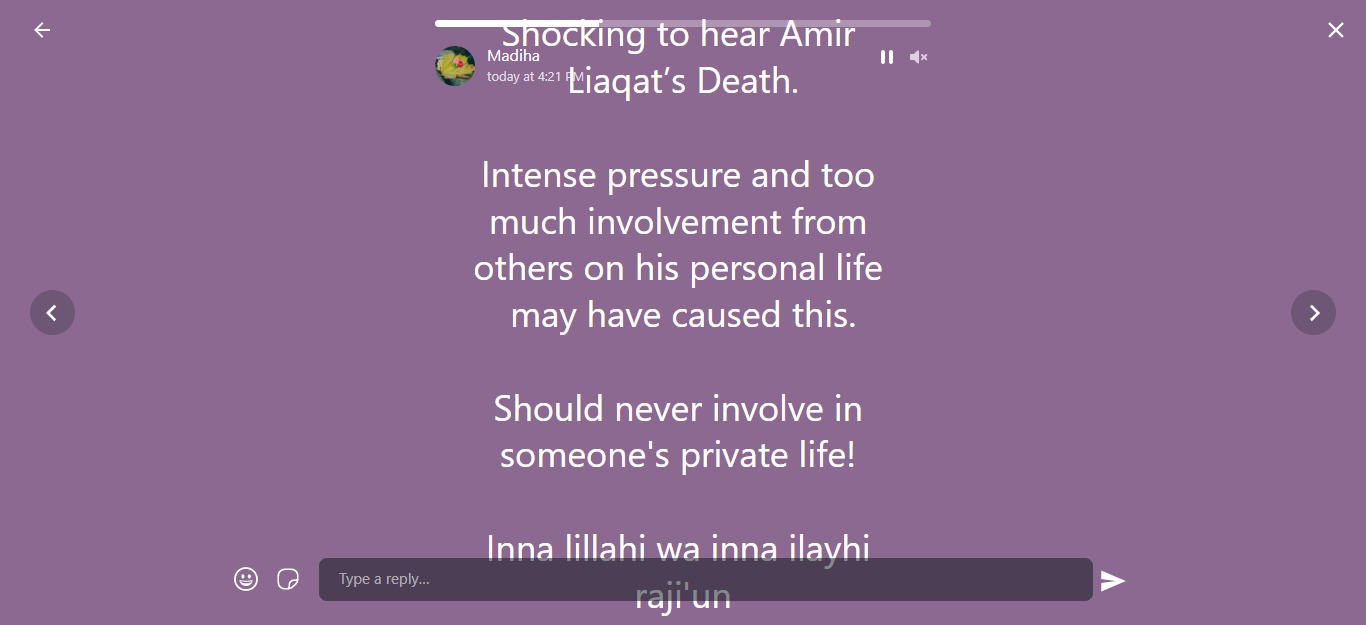 Shocking to hear Amir
Madiha
today at 4:21 PM
Liaqat’s Death.
Intense pressure and too
much involvement from
others on his personal life
may have caused this.
Should never involve in
someone's private life!
Inna lillahi wa inna ilayhi
raji'un
Type a reply...